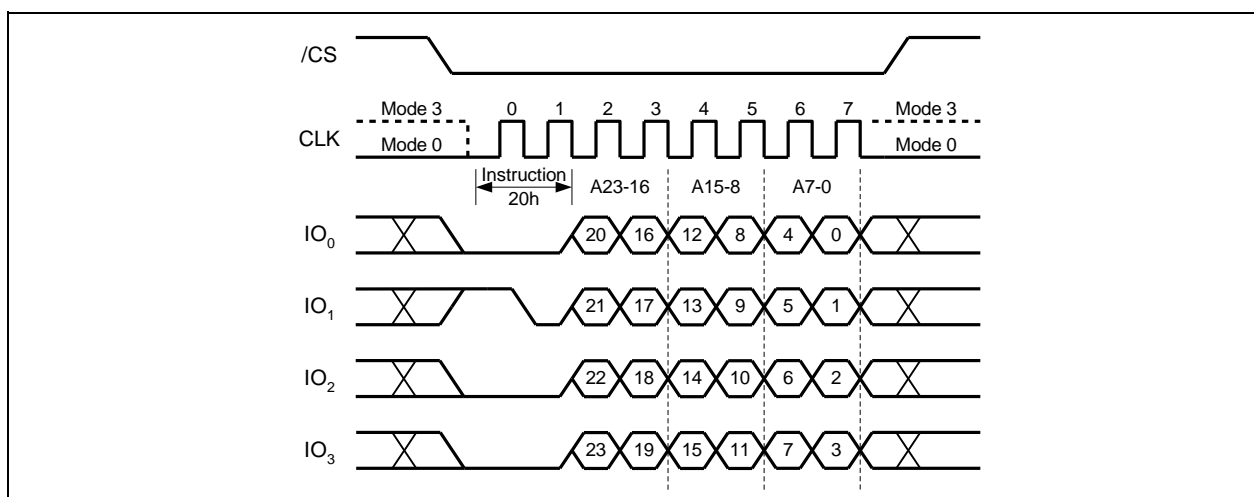 /CS
Mode 3 0 1 2 3 4 5 6 7 Mode 3
CLK
Mode 0 Mode 0
Instruction
20h
A23-16 A15-8 A7-0
IO0 20 16 12 8 4 0
IO1 21 17 13 9 5 1
IO2 22 18 14 10 6 2
IO3 23 19 15 11 7 3